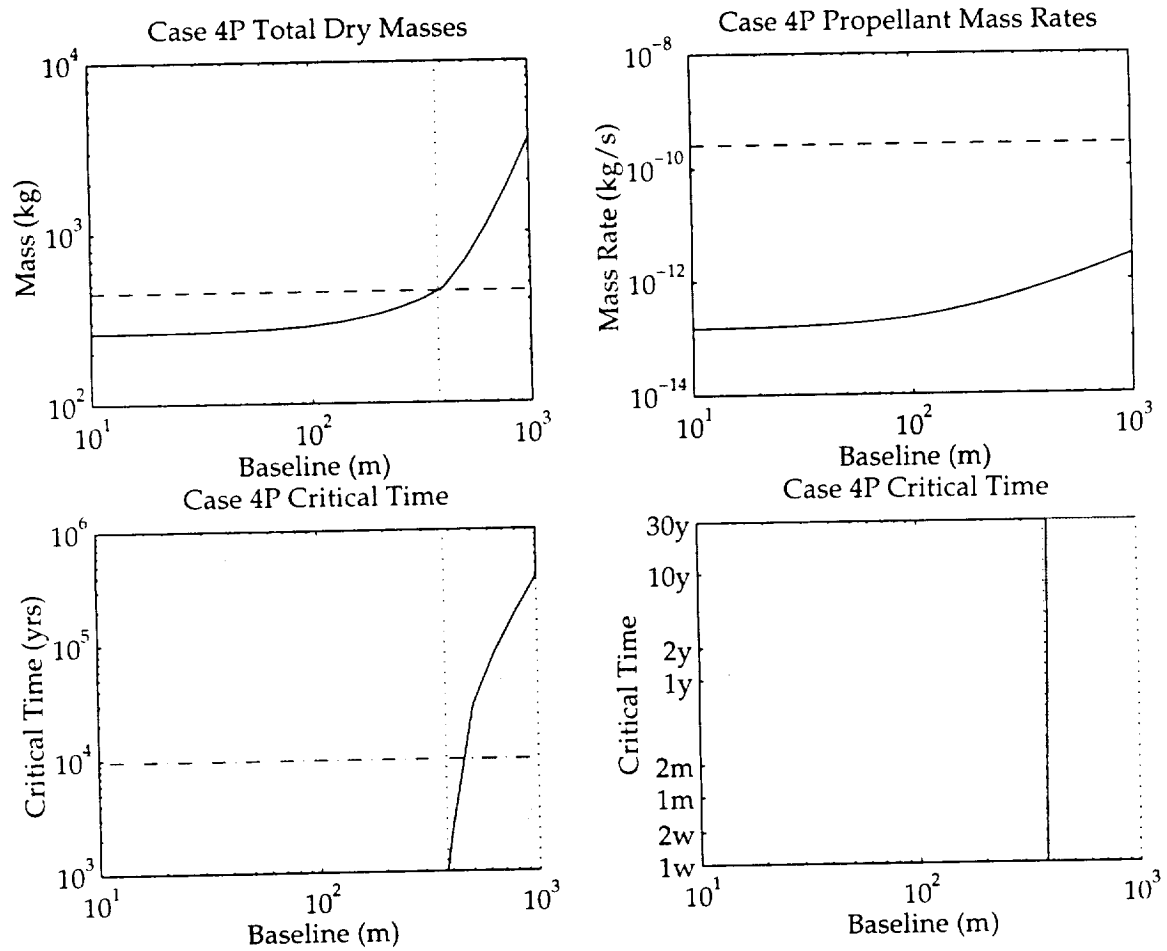 Case 4P Total Dry Masses
10^4
10^3
10^2
Mass (kg)
10^1 10^2 10^3
Baseline (m)
Case 4P Propellant Mass Rates
10^-8
10^-10
10^-12
10^-14
Mass Rate (kg/s)
10^1 10^2 10^3
Baseline (m)
Case 4P Critical Time
10^6
10^5
10^4
10^3
Critical Time (yrs)
10^1 10^2 10^3
Baseline (m)
Case 4P Critical Time
30y
10y
2y
1y
2m
1m
2w
1w
Critical Time
10^1 10^2 10^3
Baseline (m)